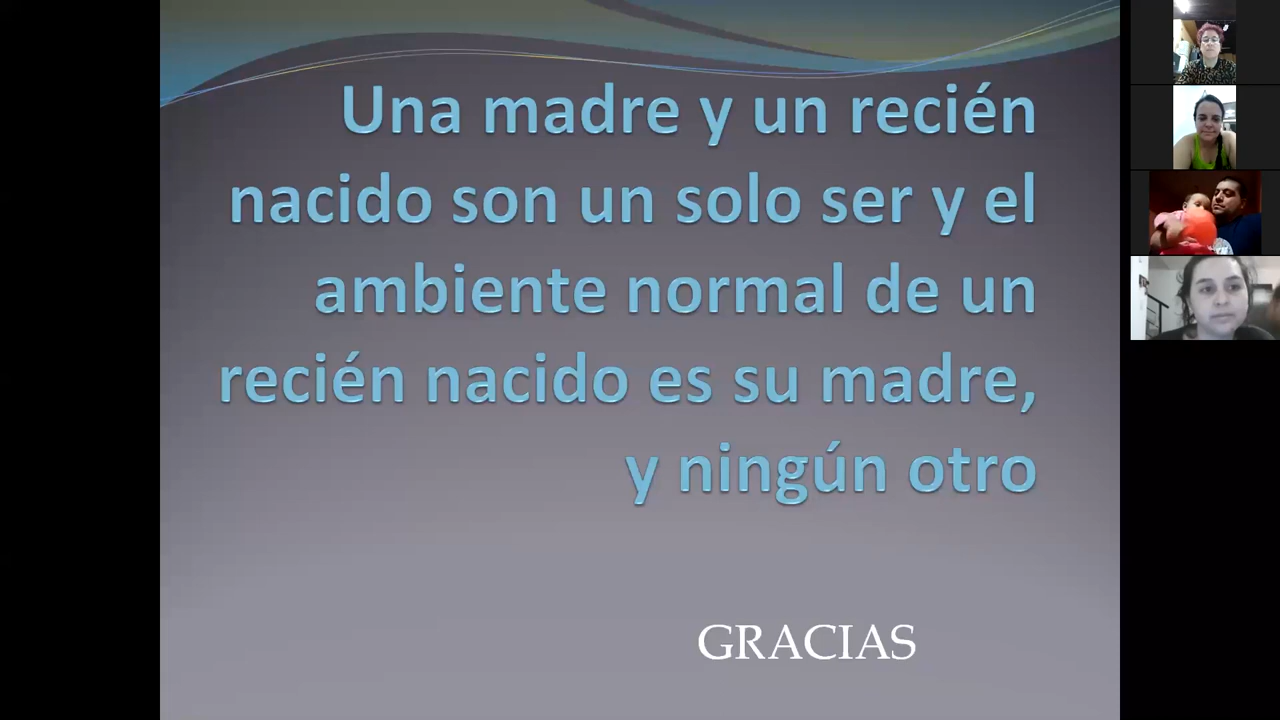 Una madre y un recién
nacido son un solo ser y el
ambiente normal de un
recién nacido es su madre,
y ningún otro
GRACIAS